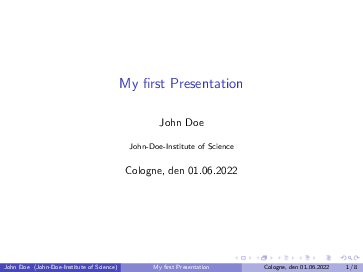 My first Presentation
John Doe
John-Doe-Institute of Science
Cologne, den 01.06.2022
John Doe (John-Doe-Institute of Science) My first Presentation Cologne, den 01.06.2022 1 / 6